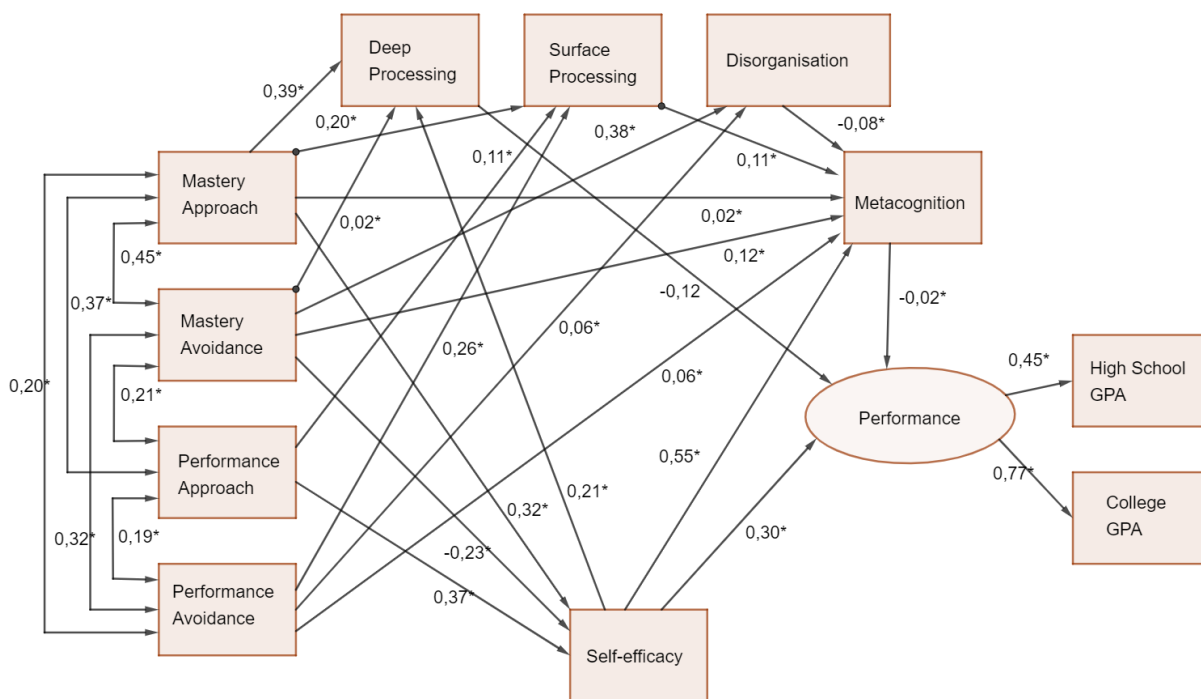 Deep
Processing
Surface
Processing
Disorganisation
0,39*
0,20*
0,38*
-0,08*
0,11*
0,11*
Mastery
Approach
Metacognition
0,02*
0,02*
0,45*
0,12*
0,37*
-0,12
-0,02*
Mastery
Avoidance
0,06*
0,26*
0,45*
High School
GPA
0,20*
0,21*
0,06*
Performance
Performance
Approach
0,55*
0,77*
0,21*
0,32*
0,30*
College
GPA
0,32*
0,19*
-0,23*
0,37*
Performance
Avoidance
Self-efficacy